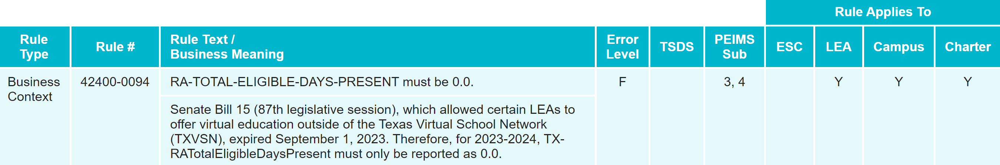 Rule Applies To
Rule
Type
Rule #
Rule Text /
Business Meaning
Error
Level
TSDS
PEIMS
Sub
ESC
LEA
Campus
Charter
Business
Context
42400-0094
RA-TOTAL-ELIGIBLE-DAYS-PRESENT must be 0.0.
Senate Bill 15 (87th legislative session), which allowed certain LEAs to
offer virtual education outside of the Texas Virtual School Network
(TXVSN), expired September 1, 2023. Therefore, for 2023-2024, TX-
RATotalEligibleDaysPresent must only be reported as 0.0.
F
3, 4
Y
Y
Y